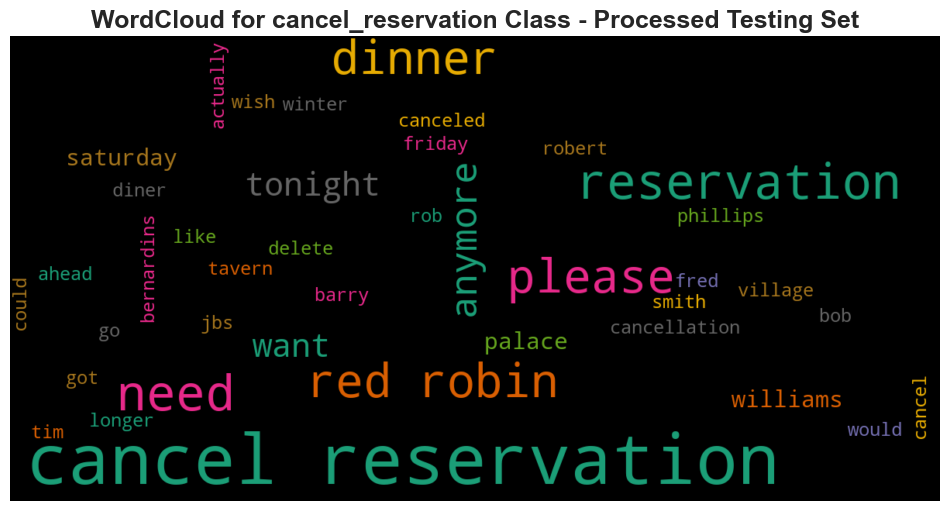 WordCloud for cancel_reservation Class - Processed Testing Set
dinner
actually
wish
winter
canceled
friday
robert
saturday
tonight
diner
anymore
reservation
rob
phillips
bernardins
like
delete
ahead
tavern
please
fred
could
barry
smith
village
jbs
go
want
palace
cancellation
bob
got
need
red robin
williams
cancel
longer
tim
would
cancel reservation